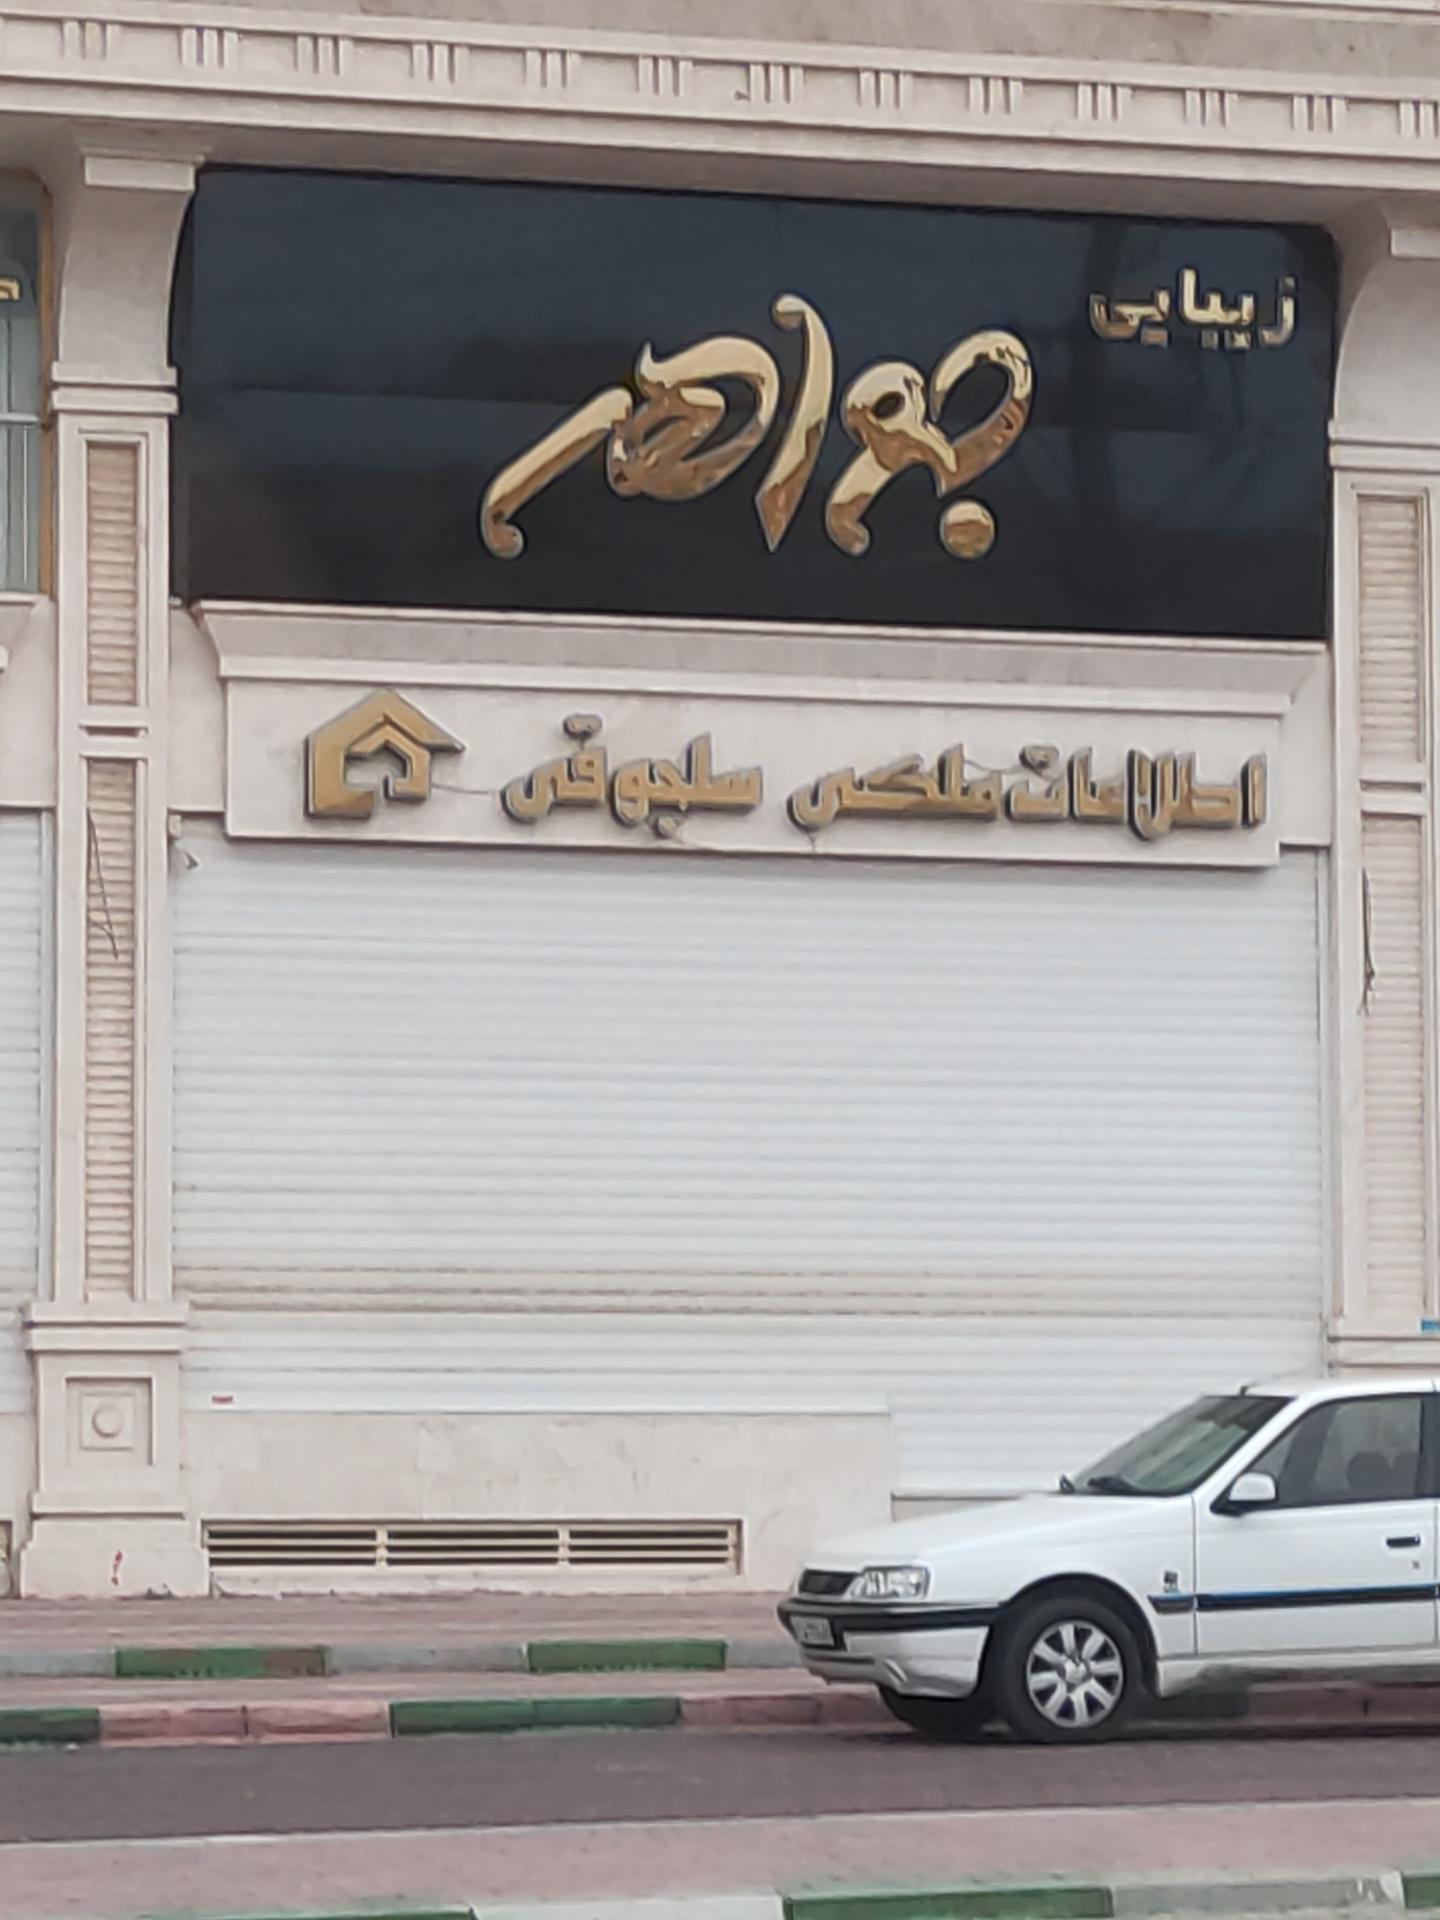 زیبایی
جواهر
اطلاعات ملکی سلجوقی